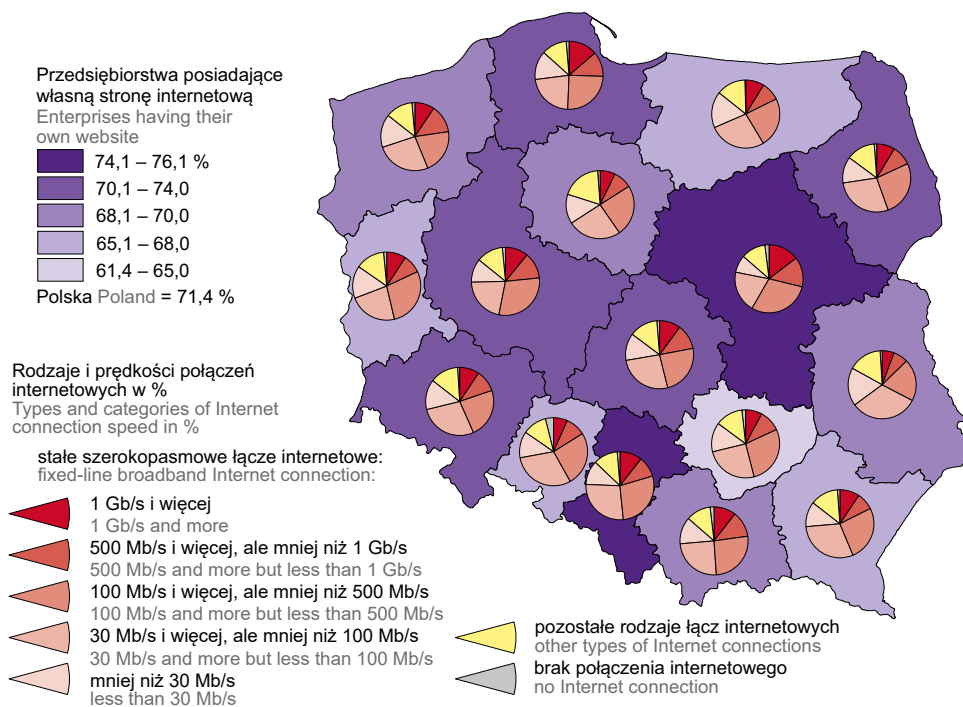 Przedsiębiorstwa posiadające
własną stronę internetową
Enterprises having their
own website
74,1 – 76,1 %
70,1 – 74,0
68,1 – 70,0
65,1 – 68,0
61,4 – 65,0
Polska Poland = 71,4 %
Rodzaje i prędkości połączeń
internetowych w %
Types and categories of Internet
connection speed in %
stałe szerokopasmowe łącze internetowe:
fixed-line broadband Internet connection:
1 Gb/s i więcej
1 Gb/s and more
500 Mb/s i więcej, ale mniej niż 1 Gb/s
500 Mb/s and more but less than 1 Gb/s
100 Mb/s i więcej, ale mniej niż 500 Mb/s
100 Mb/s and more but less than 500 Mb/s
30 Mb/s i więcej, ale mniej niż 100 Mb/s
30 Mb/s and more but less than 100 Mb/s
mniej niż 30 Mb/s
less than 30 Mb/s
pozostałe rodzaje łącz internetowych
other types of Internet connections
brak połączenia internetowego
no Internet connection